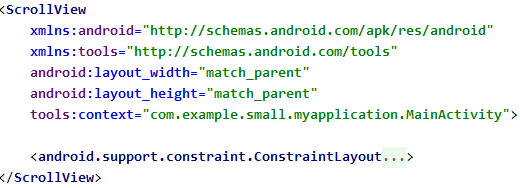 <ScrollView
xmlns:android="http://schemas.android.com/apk/res/android"
xmlns:tools="http://schemas.android.com/tools"
android:layout_width="match_parent"
android:layout_height="match_parent"
tools:context="com.example.small.myapplication.MainActivity">
<android.support.constraint.ConstraintLayout...>
</ScrollView>